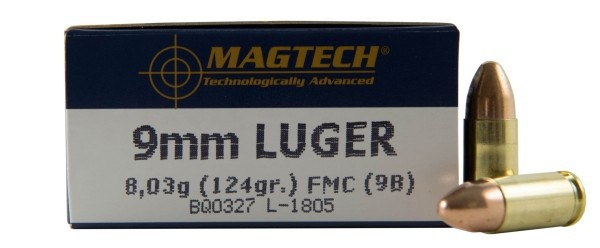 MAGTECH®
Technologically Advanced
9mm LUGER
8,03g (124gr.) FMC (9B)
BQ0327 L-1805